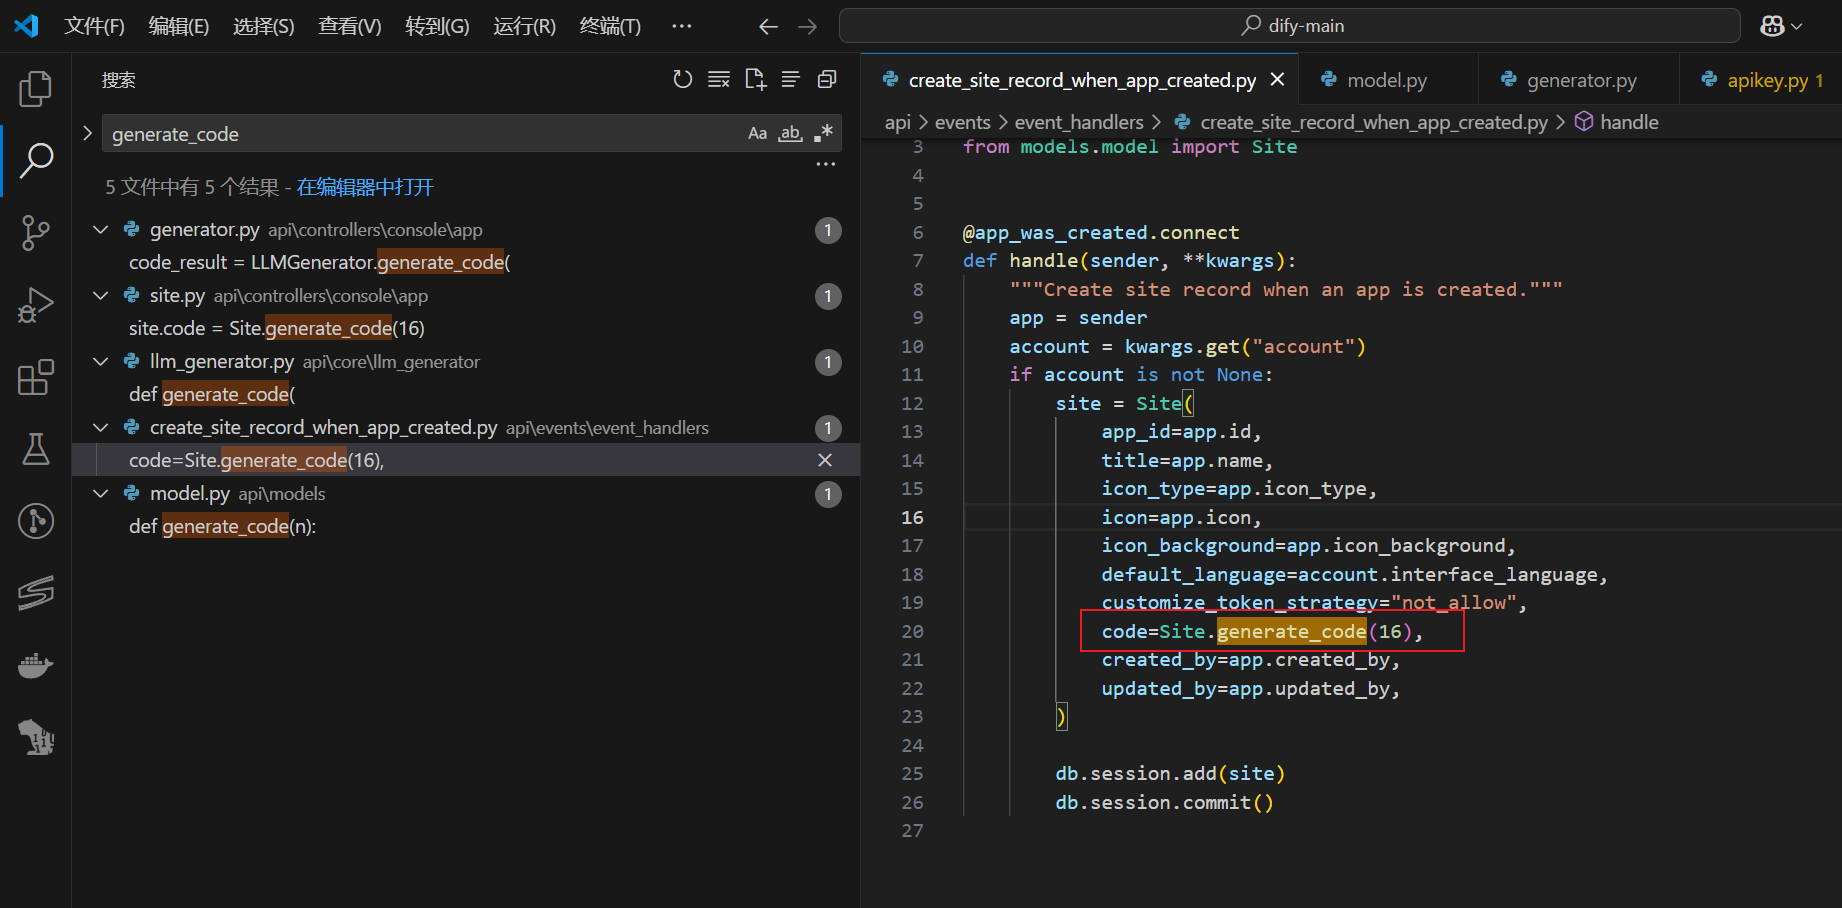 文件(F) 编辑(E) 选择(S) 查看(V) 转到(G) 运行(R) 终端(T) ··· dify-main
搜索
generate_code Aa ab .*
···
5 文件中有 5 个结果 - 在编辑器中打开
generator.py api\controllers\console\app 1
code_result = LLMGenerator.generate_code(
site.py api\controllers\console\app 1
site.code = Site.generate_code(16)
llm_generator.py api\core\llm_generator 1
def generate_code(
create_site_record_when_app_created.py api\events\event_handlers 1
code=Site.generate_code(16),
model.py api\models 1
def generate_code(n):
create_site_record_when_app_created.py model.py generator.py apikey.py 1
api > events > event_handlers > create_site_record_when_app_created.py > handle
3 from models.model import Site
4
5
6 @app_was_created.connect
7 def handle(sender, **kwargs):
8 """Create site record when an app is created."""
9 app = sender
10 account = kwargs.get("account")
11 if account is not None:
12 site = Site(
13 app_id=app.id,
14 title=app.name,
15 icon_type=app.icon_type,
16 icon=app.icon,
17 icon_background=app.icon_background,
18 default_language=account.interface_language,
19 customize_token_strategy="not_allow",
20 code=Site.generate_code(16),
21 created_by=app.created_by,
22 updated_by=app.updated_by,
23 )
24
25 db.session.add(site)
26 db.session.commit()
27